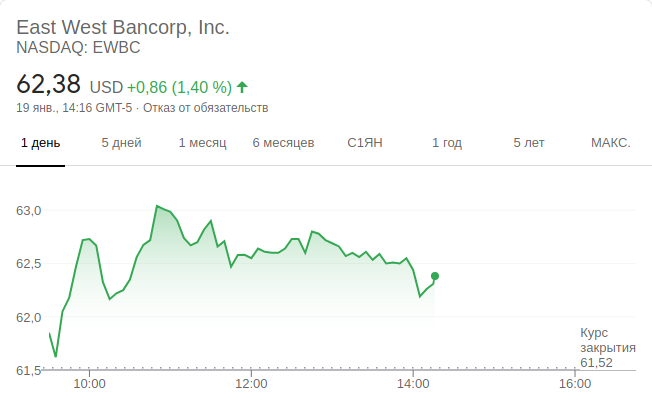 East West Bancorp, Inc.
NASDAQ: EWBC
62,38 USD +0,86 (1,40 %)
19 янв., 14:16 GMT-5 · Отказ от обязательств
1 день 5 дней 1 месяц 6 месяцев С1ЯН 1 год 5 лет МАКС.
63,0
62,5
62,0
Курс
закрытия
61,52
61,5
10:00 12:00 14:00 16:00